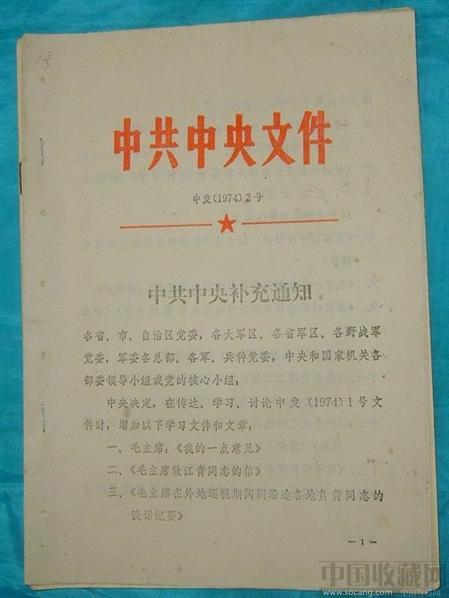 中共中央文件
中发〔1974〕2号
中共中央补充通知
各省、市、自治区党委，各大军区、各省军区、各野战军
党委，军委各总部、各军、兵种党委，中央和国家机关各
部委领导小组或党的核心小组：
中央决定，在传达、学习、讨论中发〔1974〕1号文
件时，增加以下学习文件和文章：
一、毛主席：《我的一点意见》
二、《毛主席致江青同志的信》
三、《毛主席在外地巡视期间同沿途各地负责同志的
谈话纪要》
—1—
中国收藏网
www.socang.com